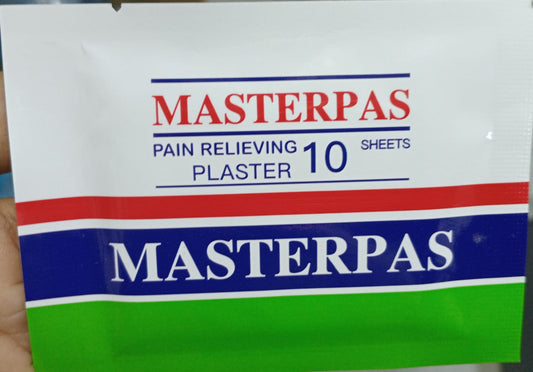 MASTERPAS
PAIN RELIEVING 10 SHEETS
PLASTER
MASTERPAS